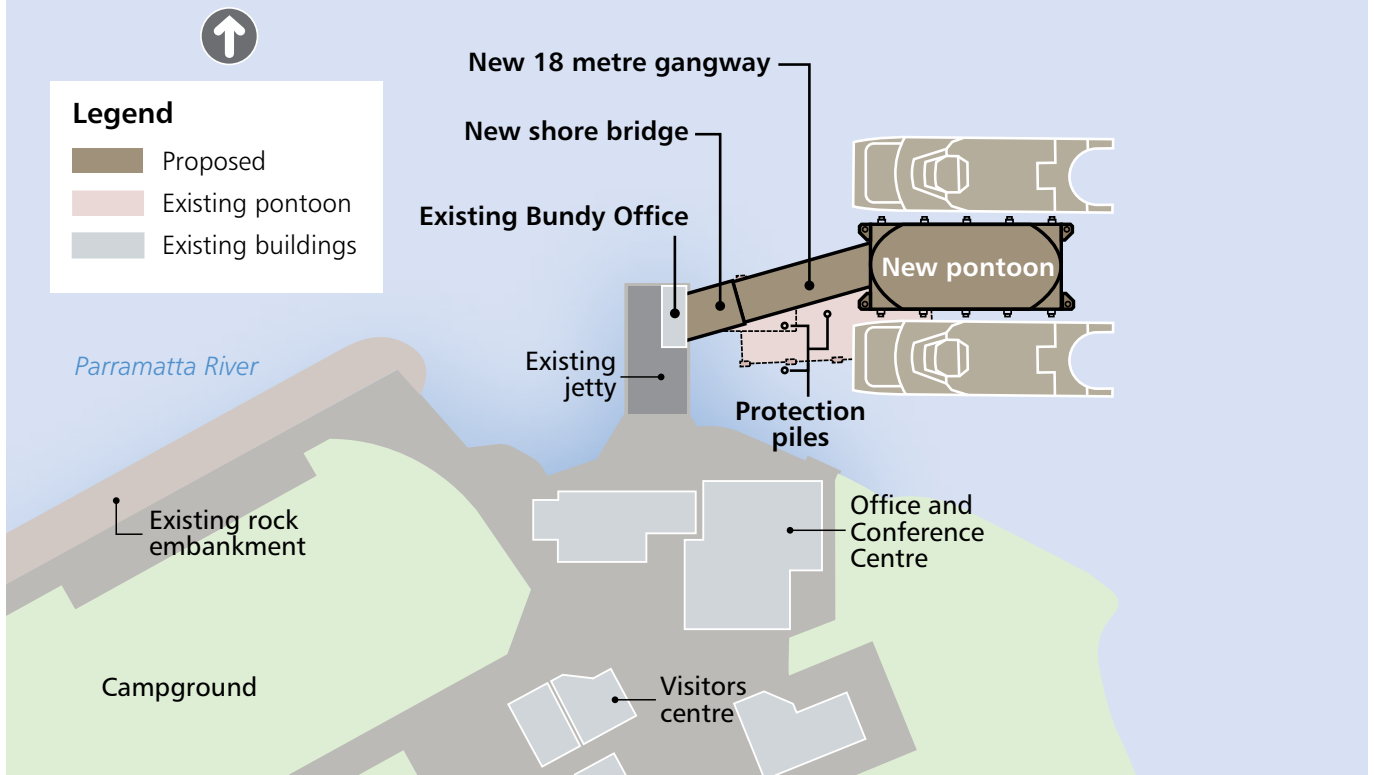 New 18 metre gangway
Legend
New shore bridge
Proposed
Existing pontoon
Existing Bundy Office
Existing buildings
New pontoon
Parramatta River
Existing
jetty
Protection
piles
Existing rock
embankment
Office and
Conference
Centre
Campground
Visitors
centre